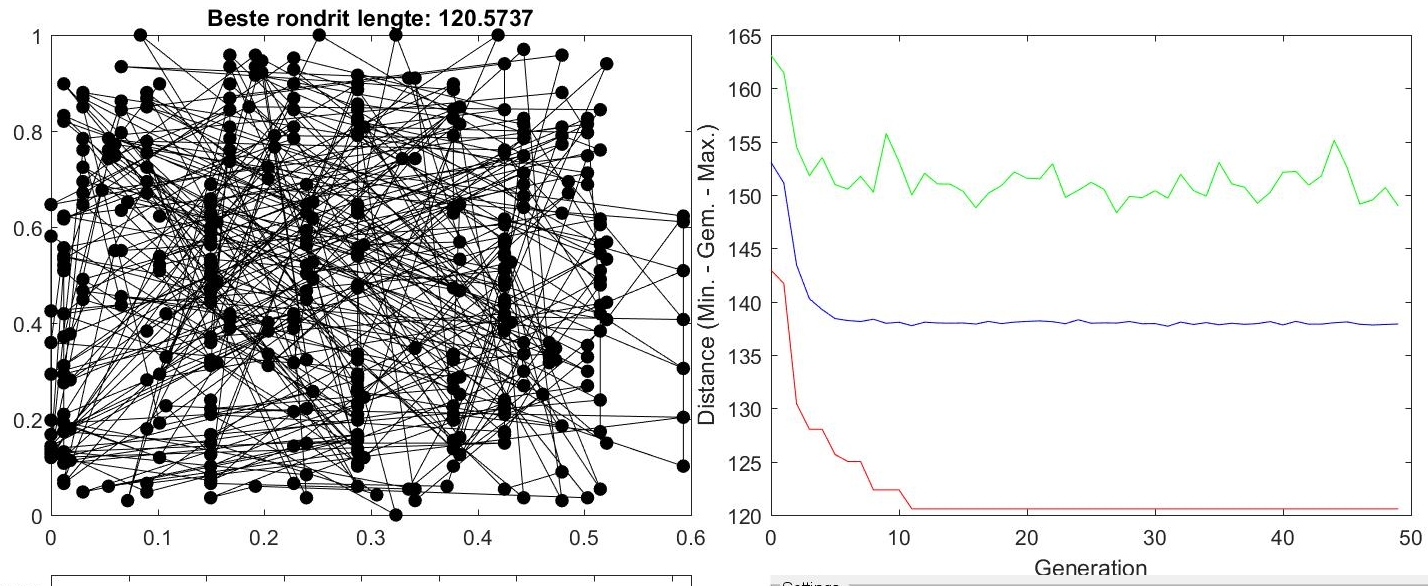 Beste rondrit lengte: 120.5737
1
0.8
0.6
0.4
0.2
0
0 0.1 0.2 0.3 0.4 0.5 0.6
Distance (Min. - Gem. - Max.)
165
160
155
150
145
140
135
130
125
120
0 10 20 30 40 50
Generation
Settings